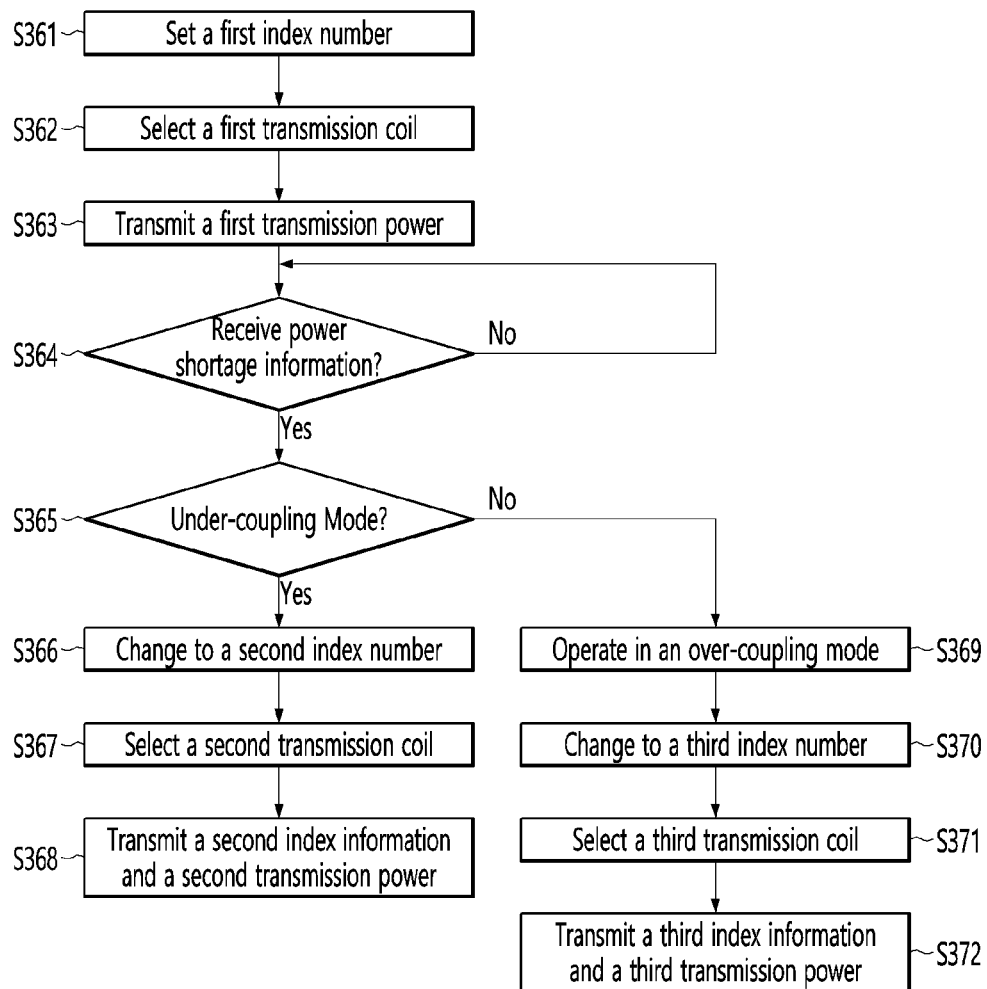 S361
Set a first index number
S362
Select a first transmission coil
S363
Transmit a first transmission power
S364
Receive power
shortage information?
No
Yes
S365
Under-coupling Mode?
No
Yes
S366
Change to a second index number
S367
Select a second transmission coil
S368
Transmit a second index information
and a second transmission power
Operate in an over-coupling mode
S369
Change to a third index number
S370
Select a third transmission coil
S371
Transmit a third index information
and a third transmission power
S372